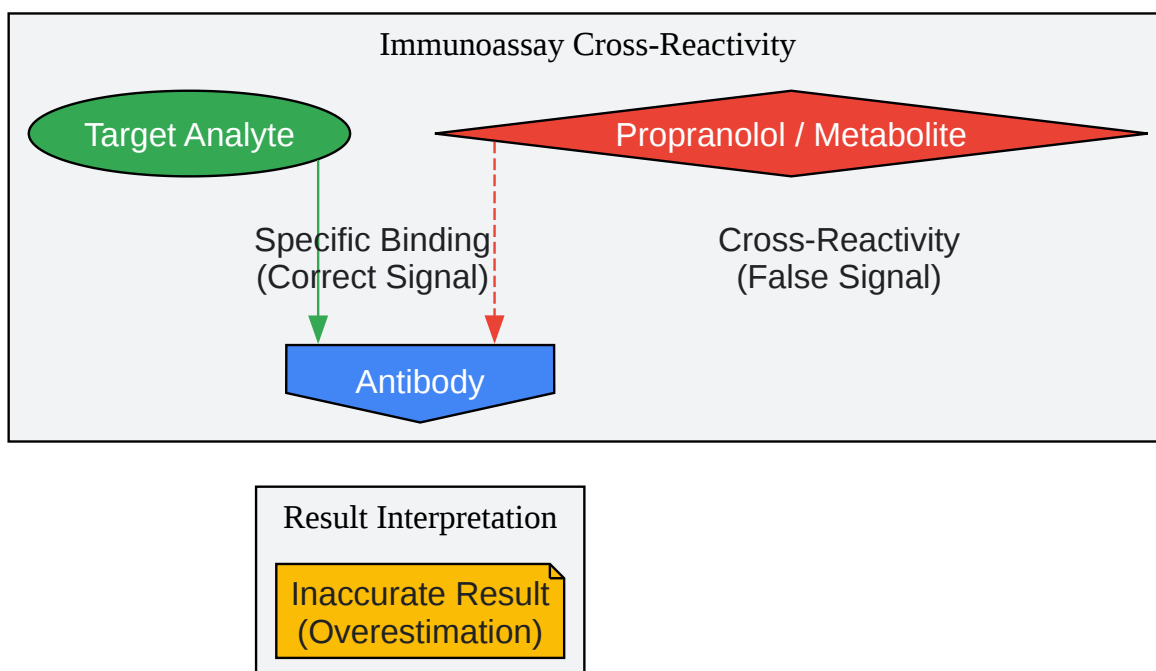 Immunoassay Cross-Reactivity
Target Analyte
Propranolol / Metabolite
Specific Binding
(Correct Signal)
Cross-Reactivity
(False Signal)
Antibody
Result Interpretation
Inaccurate Result
(Overestimation)